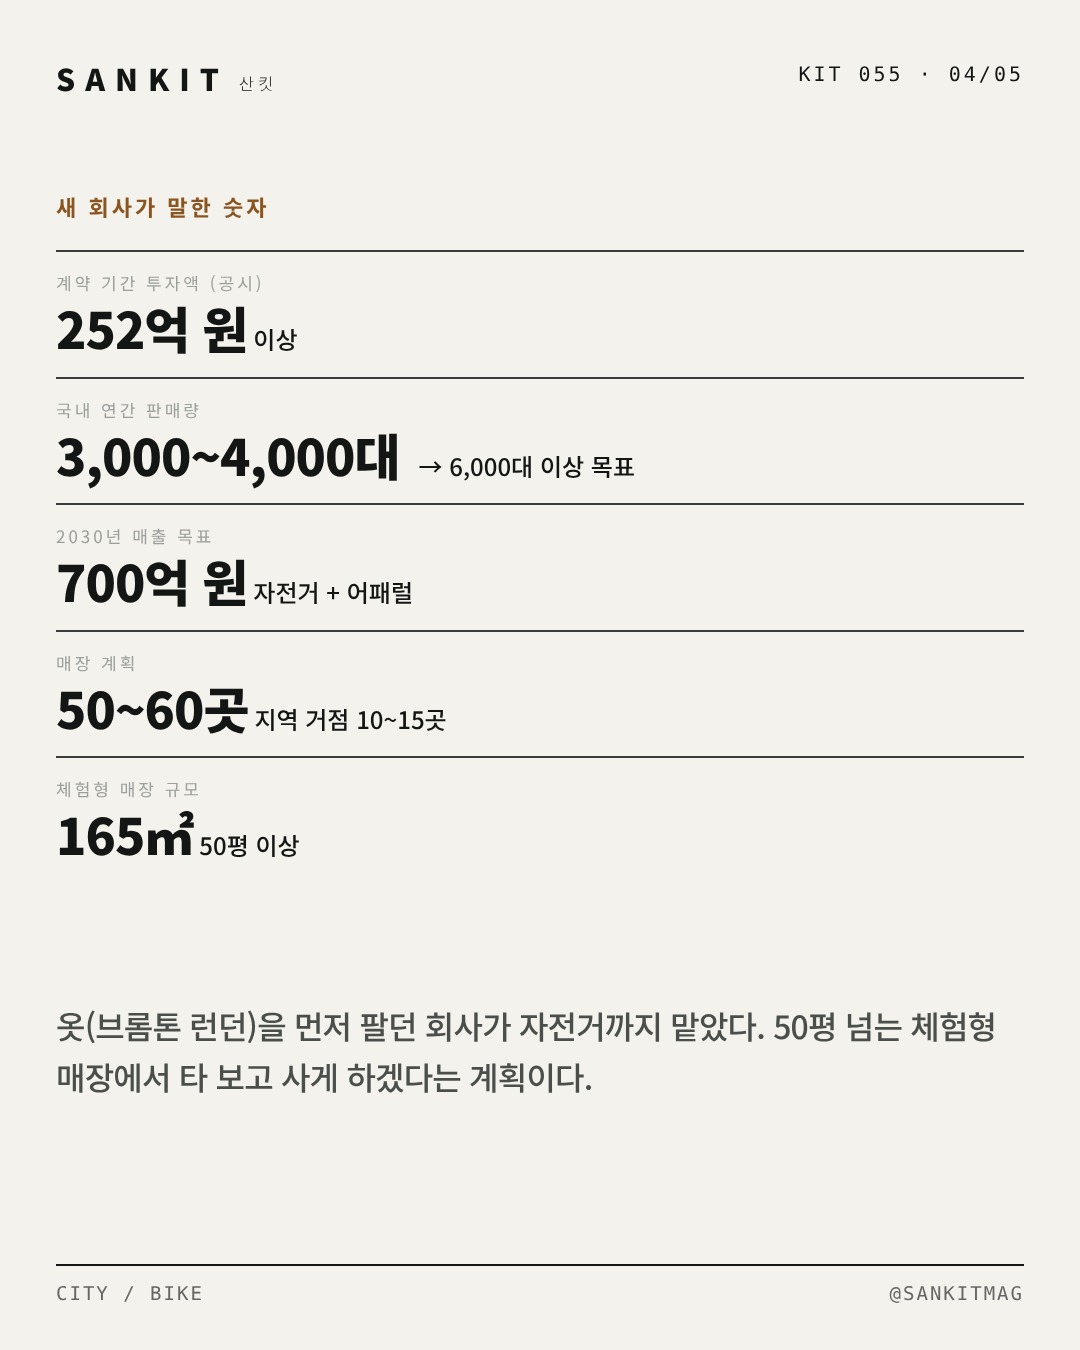 SANKIT 산킷
KIT 055 · 04/05
새 회사가 말한 숫자
계약 기간 투자액 (공시)
252억 원 이상
국내 연간 판매량
3,000~4,000대 → 6,000대 이상 목표
2030년 매출 목표
700억 원 자전거 + 어패럴
매장 계획
50~60곳 지역 거점 10~15곳
체험형 매장 규모
165㎡ 50평 이상
옷(브롬톤 런던)을 먼저 팔던 회사가 자전거까지 맡았다. 50평 넘는 체험형
매장에서 타 보고 사게 하겠다는 계획이다.
CITY / BIKE
@SANKITMAG